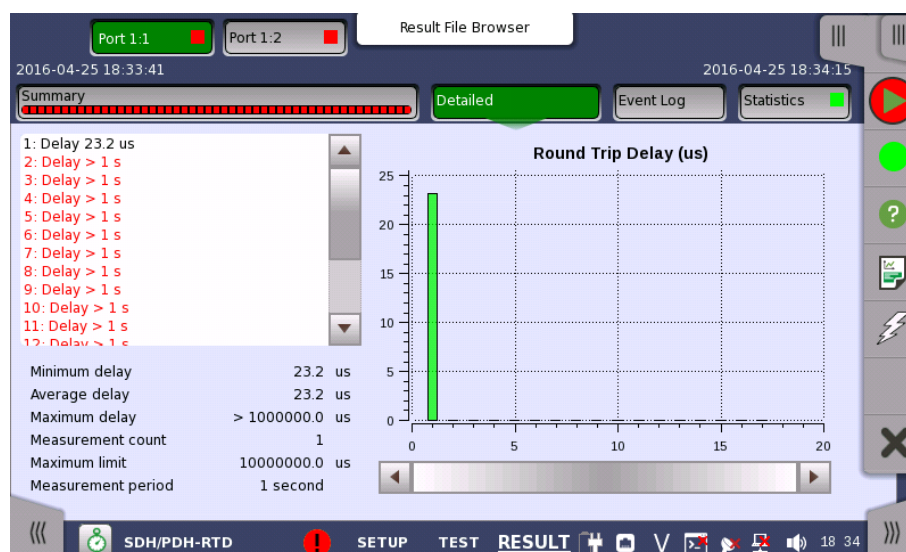 Result File Browser
Port 1:1
Port 1:2
2016-04-25 18:33:41
2016-04-25 18:34:15
Summary
Detailed
Event Log
Statistics
1: Delay 23.2 us
2: Delay > 1 s
3: Delay > 1 s
4: Delay > 1 s
5: Delay > 1 s
6: Delay > 1 s
7: Delay > 1 s
8: Delay > 1 s
9: Delay > 1 s
10: Delay > 1 s
11: Delay > 1 s
12: Delay > 1 s
Minimum delay 23.2 us
Average delay 23.2 us
Maximum delay > 1000000.0 us
Measurement count 1
Maximum limit 10000000.0 us
Measurement period 1 second
Round Trip Delay (us)
25
20
15
10
5
0
0 5 10 15 20
SDH/PDH-RTD
SETUP TEST RESULT
V
18 34